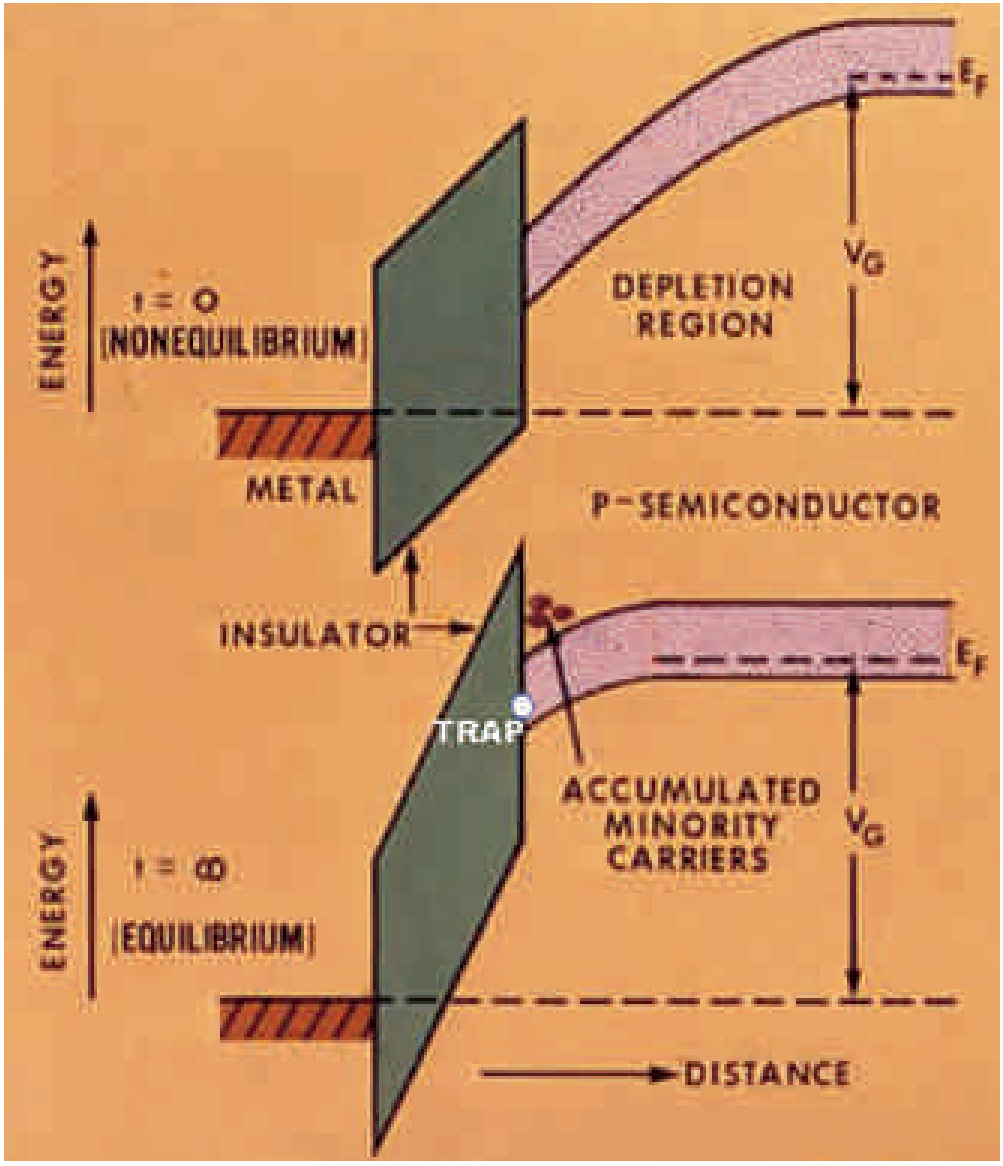 E_F
ENERGY
t = 0
(NONEQUILIBRIUM)
DEPLETION
REGION
V_G
METAL
P-SEMICONDUCTOR
INSULATOR
E_F
TRAP
ENERGY
t = ∞
(EQUILIBRIUM)
ACCUMULATED
MINORITY
CARRIERS
V_G
DISTANCE